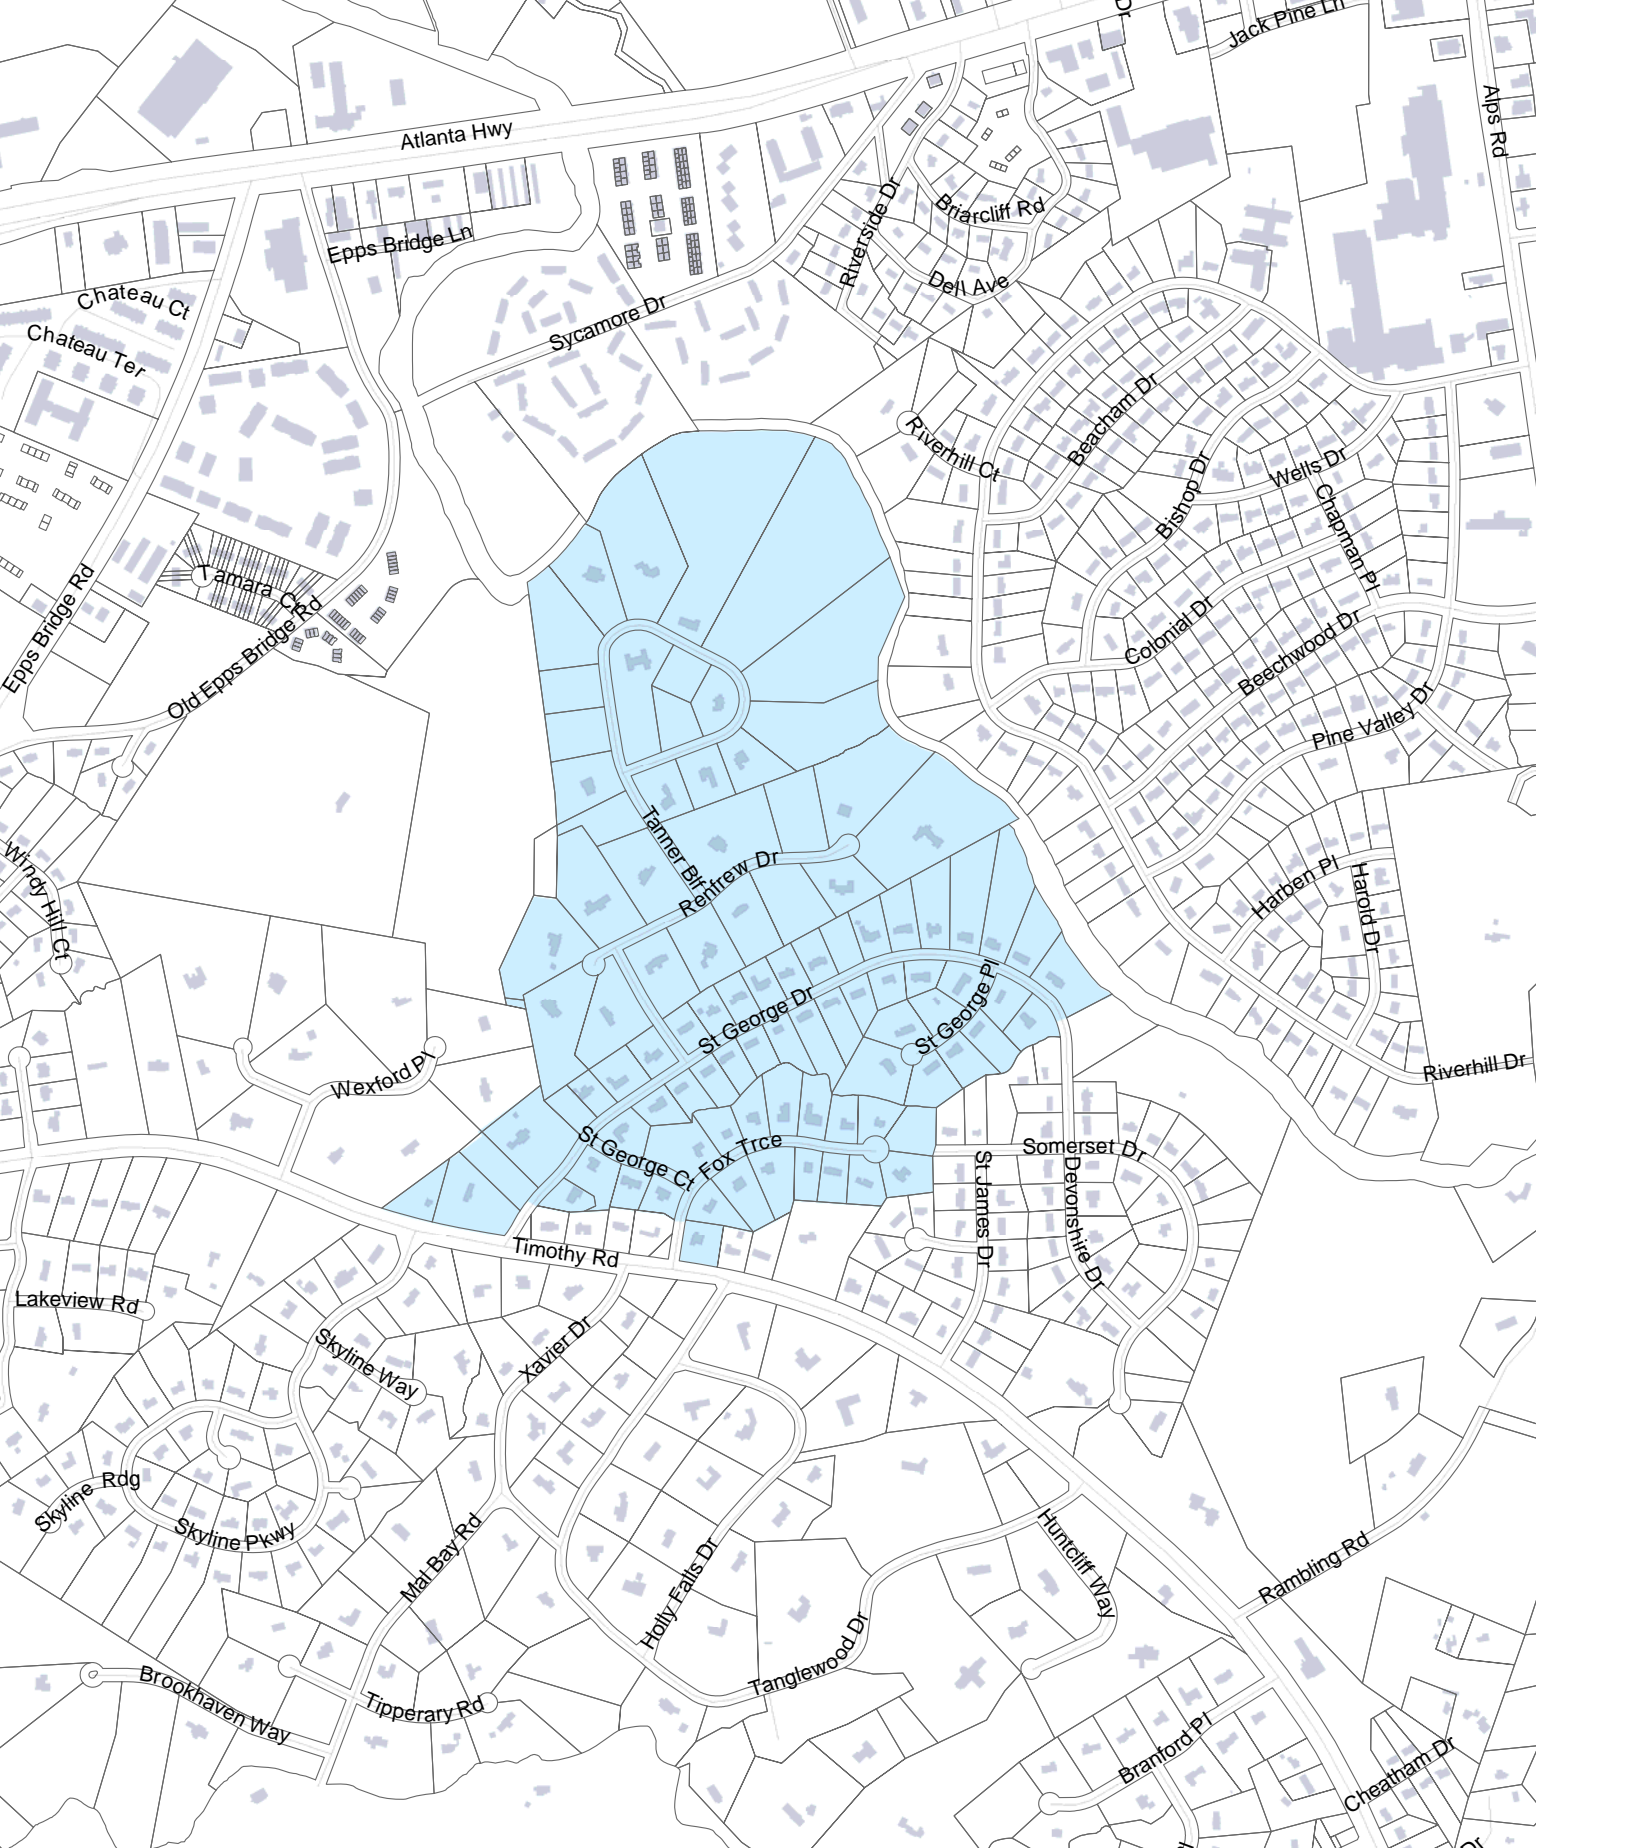 Jack Pine Ln
Dr
Alps Rd
Atlanta Hwy
Epps Bridge Ln
Riverside Dr
Briarcliff Rd
Dell Ave
Chateau Ct
Chateau Ter
Sycamore Dr
Beacham Dr
Riverhill Ct
Bishop Dr
Wells Dr
Chapman Pl
Tamara Ct
Epps Bridge Rd
Old Epps Bridge Rd
Colonial Dr
Beechwood Dr
Pine Valley Dr
Tanner Blf
Renfrew Dr
Windy Hill Ct
Harben Pl
Harold Dr
St George Dr
St George Pl
Wexford Pl
Riverhill Dr
St George Ct
Fox Trce
Somerset Dr
St James Dr
Devonshire Dr
Timothy Rd
Lakeview Rd
Skyline Way
Xavier Dr
Skyline Rdg
Skyline Pkwy
Mal Bay Rd
Holly Falls Dr
Huntcliff Way
Rambling Rd
Tanglewood Dr
Brookhaven Way
Tipperary Rd
Branford Pl
Cheatham Dr
Dr